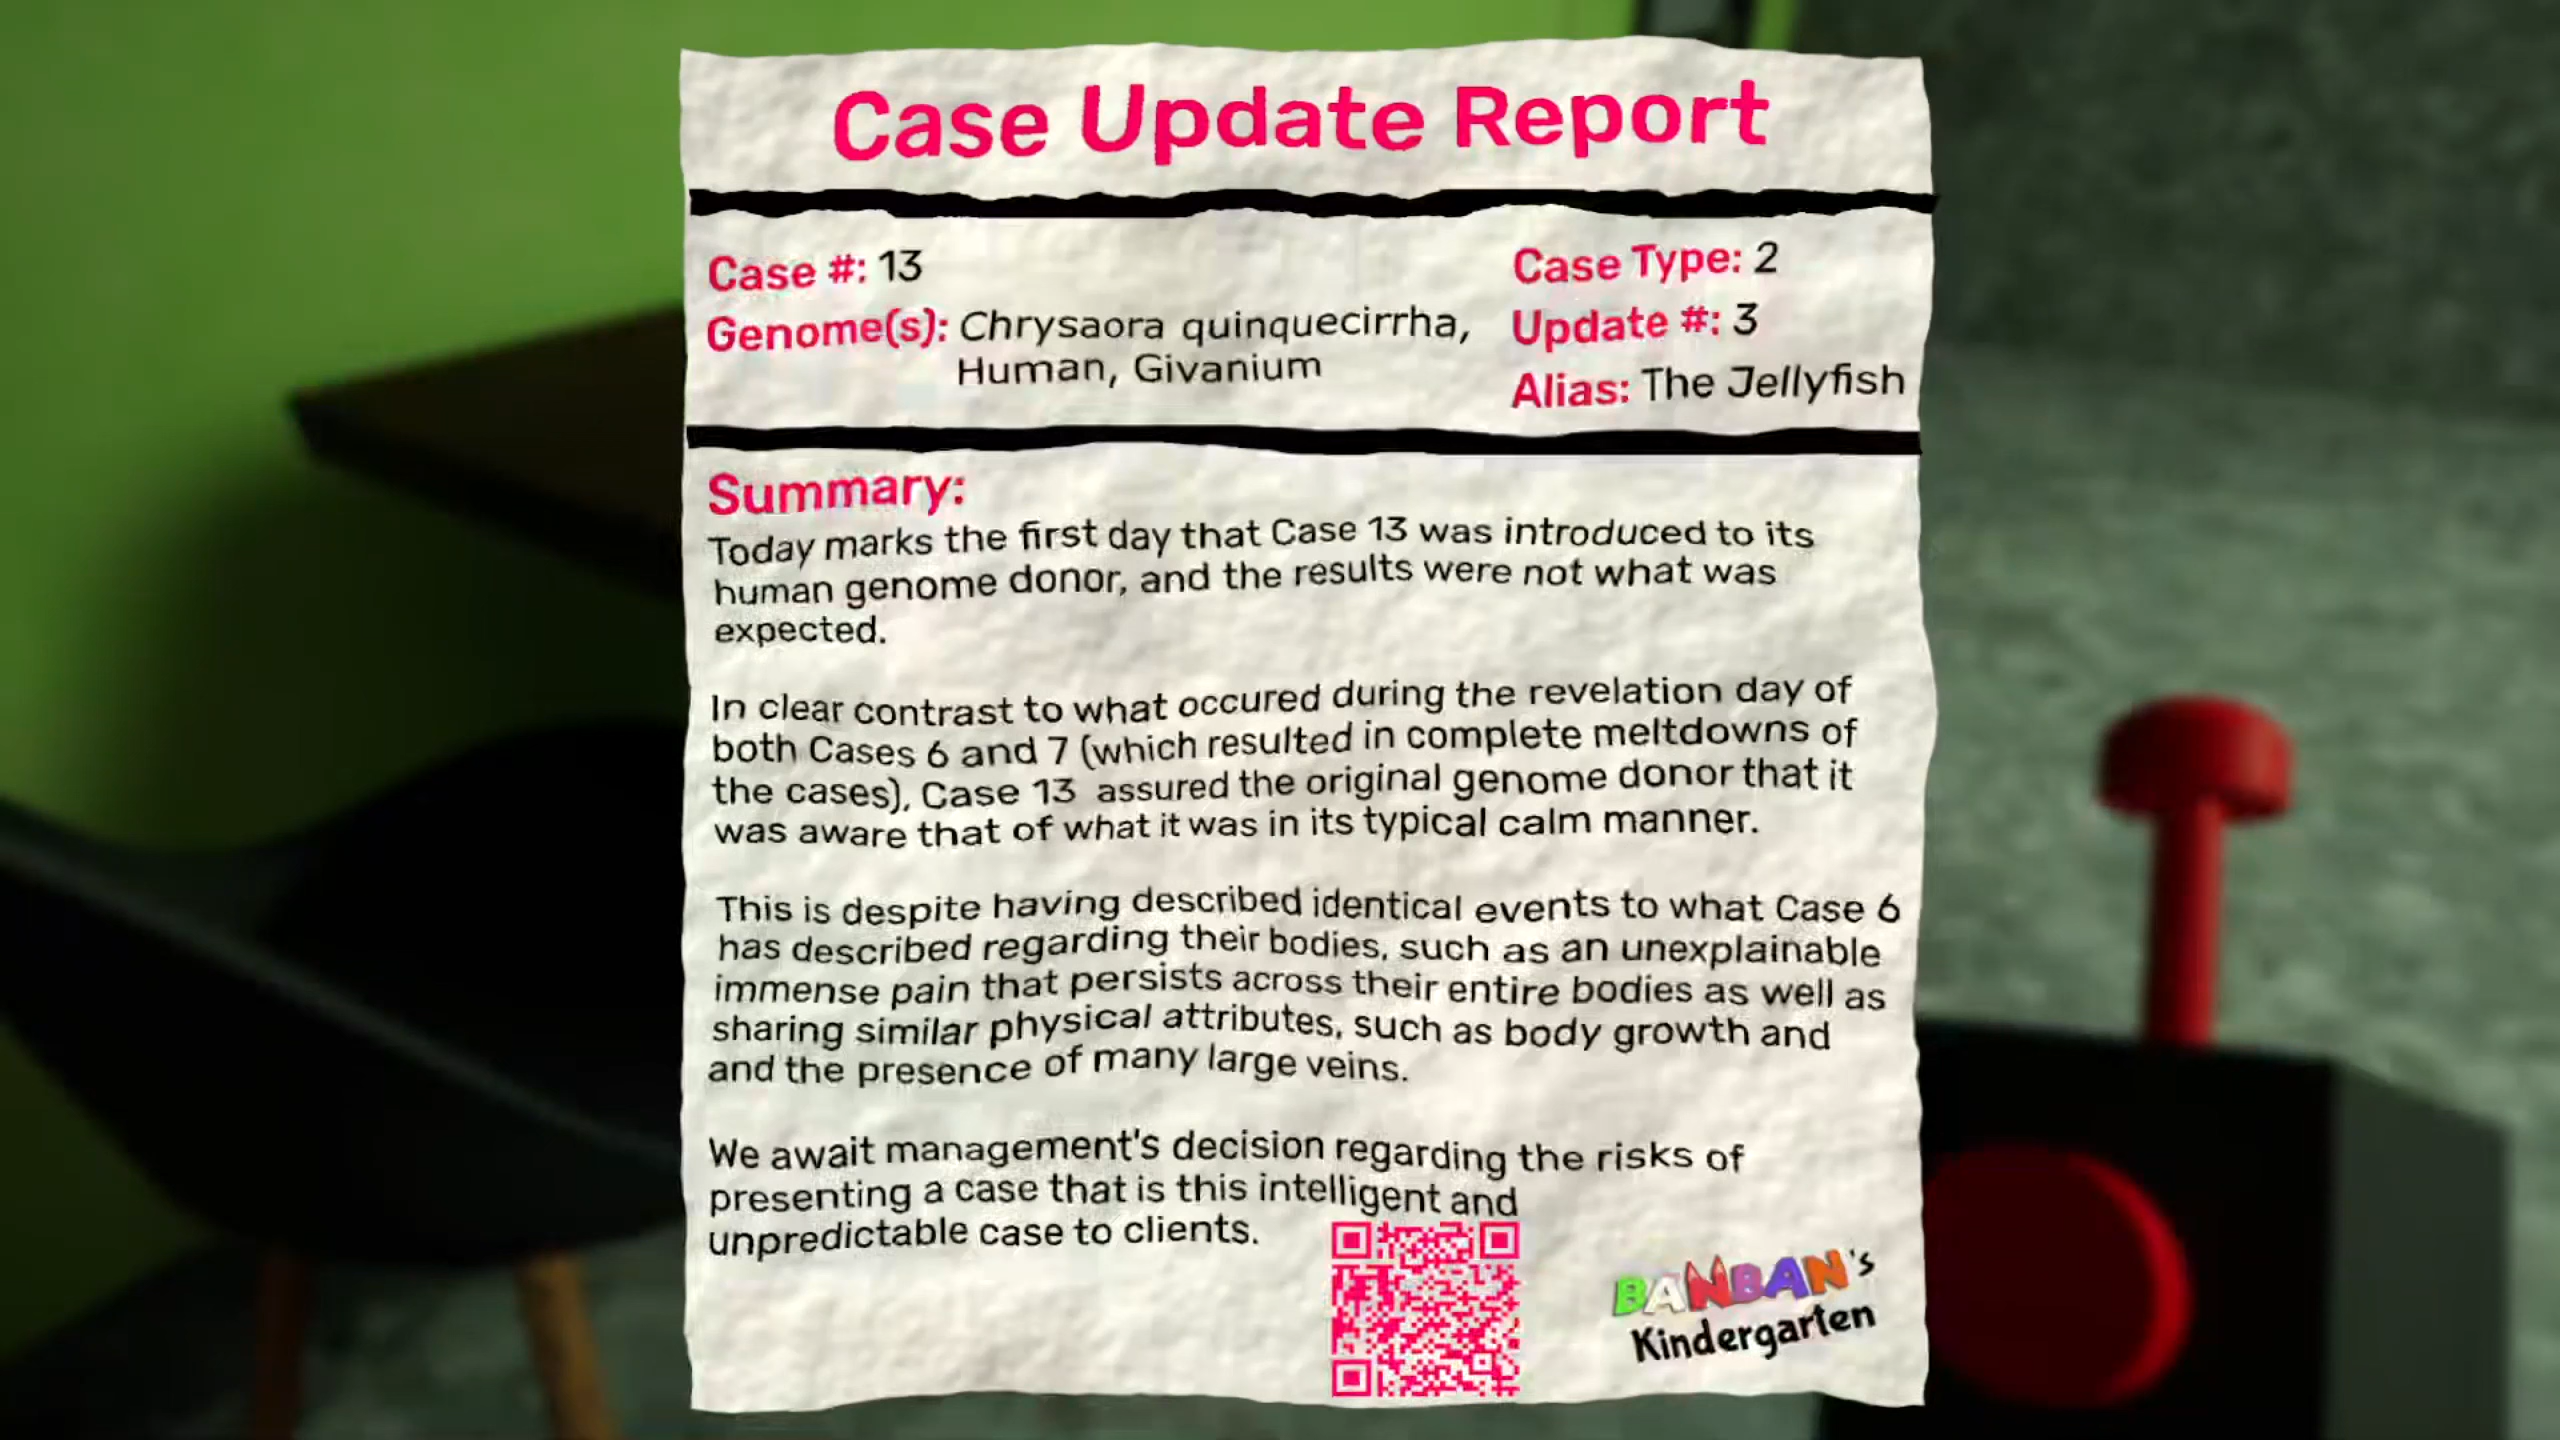 Case Update Report
Case #: 13
Genome(s): Chrysaora quinquecirrha,
Human, Givanium
Case Type: 2
Update #: 3
Alias: The Jellyfish
Summary:
Today marks the first day that Case 13 was introduced to its
human genome donor, and the results were not what was
expected.
In clear contrast to what occured during the revelation day of
both Cases 6 and 7 (which resulted in complete meltdowns of
the cases), Case 13 assured the original genome donor that it
was aware that of what it was in its typical calm manner.
This is despite having described identical events to what Case 6
has described regarding their bodies, such as an unexplainable
immense pain that persists across their entire bodies as well as
sharing similar physical attributes, such as body growth and
and the presence of many large veins.
We await management's decision regarding the risks of
presenting a case that is this intelligent and
unpredictable case to clients.
BANBAN's
Kindergarten